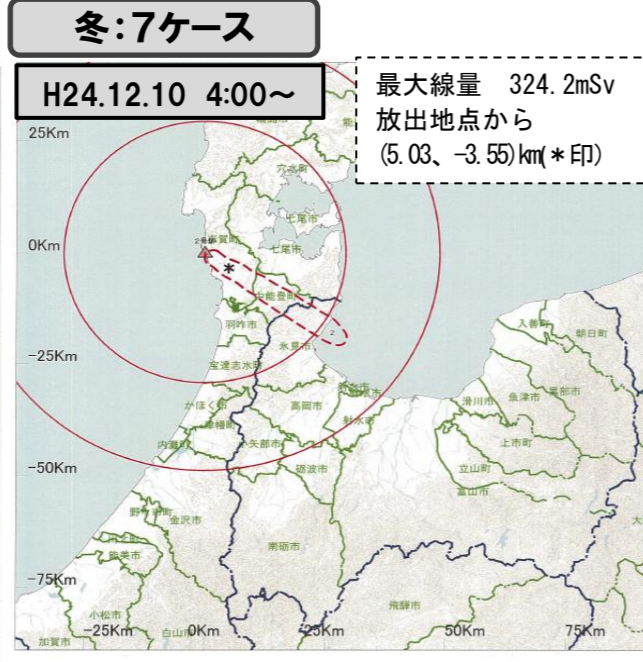 冬:7ケース
H24.12.10 4:00～
最大線量 324.2mSv
放出地点から
(5.03、-3.55)km(*印)
25Km
穴水町
七尾市
0Km
七尾市
*
中能登町
羽咋市
2
氷見市
-25Km
宝達志水町
入善町
朝日町
かほく市
高岡市
射水市
滑川市
魚津市
黒部市
津幡町
内灘町
小矢部市
上市町
-50Km
砺波市
立山町
富山市
野々市町
金沢市
能美市
南砺市
-75Km
飛騨市
小松市
-25Km
白山市
0Km
25Km
50Km
75Km
加賀市